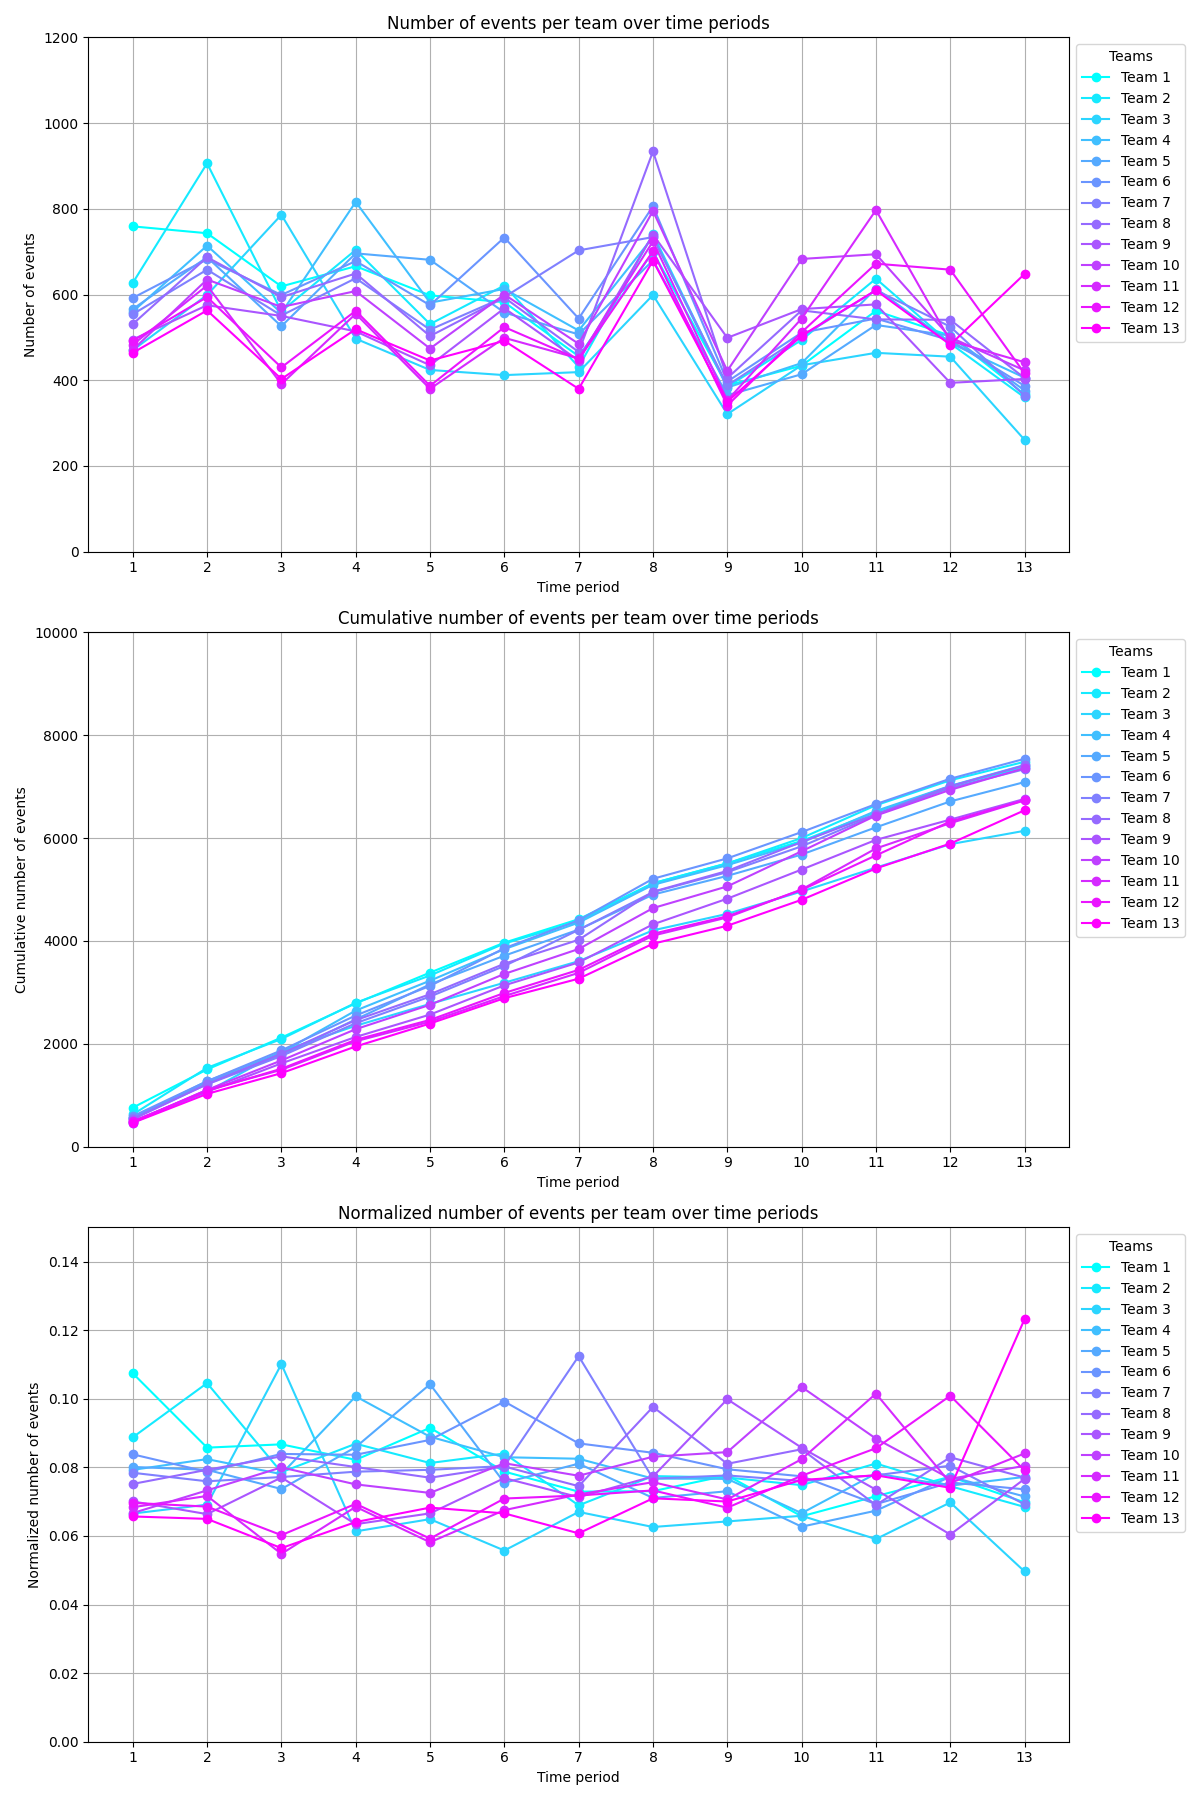 Number of events per team over time periods
1200
1000
800
600
400
200
0
Number of events
1 2 3 4 5 6 7 8 9 10 11 12 13
Time period
Teams
Team 1
Team 2
Team 3
Team 4
Team 5
Team 6
Team 7
Team 8
Team 9
Team 10
Team 11
Team 12
Team 13
Cumulative number of events per team over time periods
10000
8000
6000
4000
2000
0
Cumulative number of events
1 2 3 4 5 6 7 8 9 10 11 12 13
Time period
Teams
Team 1
Team 2
Team 3
Team 4
Team 5
Team 6
Team 7
Team 8
Team 9
Team 10
Team 11
Team 12
Team 13
Normalized number of events per team over time periods
0.14
0.12
0.10
0.08
0.06
0.04
0.02
0.00
Normalized number of events
1 2 3 4 5 6 7 8 9 10 11 12 13
Time period
Teams
Team 1
Team 2
Team 3
Team 4
Team 5
Team 6
Team 7
Team 8
Team 9
Team 10
Team 11
Team 12
Team 13